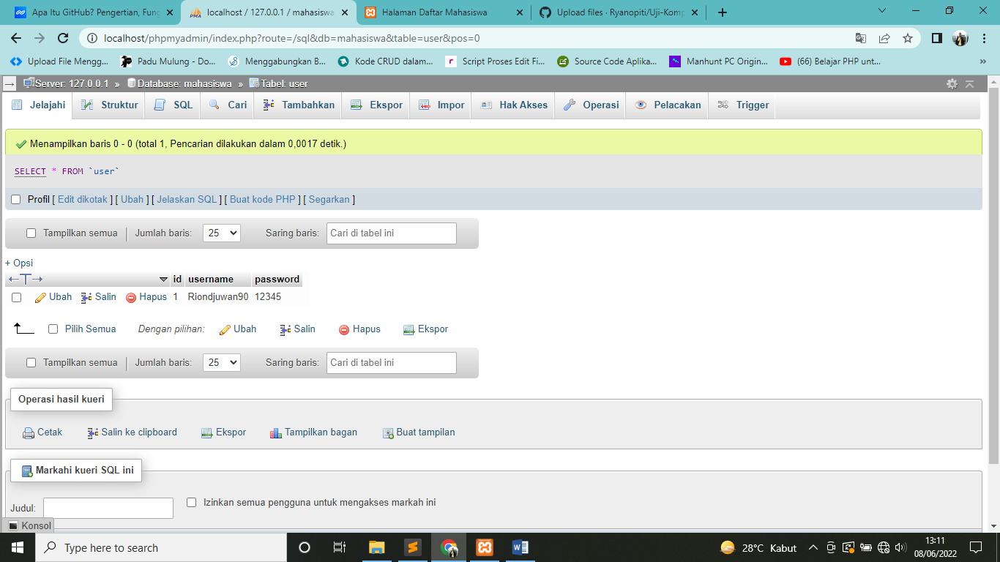 Apa Itu GitHub? Pengertian, Fung
localhost / 127.0.0.1 / mahasiswa
Halaman Daftar Mahasiswa
Upload files · Ryanopiti/Uji-Komp
localhost/phpmyadmin/index.php?route=/sql&db=mahasiswa&table=user&pos=0
Upload File Mengg...
Padu Mulung - Do...
Menggabungkan B...
Kode CRUD dalam...
Script Proses Edit Fi...
Source Code Aplika...
Manhunt PC Origin...
(66) Belajar PHP unt...
»
Server: 127.0.0.1 » Database: mahasiswa » Tabel: user
Jelajahi Struktur SQL Cari Tambahkan Ekspor Impor Hak Akses Operasi Pelacakan Trigger
Menampilkan baris 0 - 0 (total 1, Pencarian dilakukan dalam 0,0017 detik.)
SELECT * FROM `user`
Profil [ Edit dikotak ] [ Ubah ] [ Jelaskan SQL ] [ Buat kode PHP ] [ Segarkan ]
Tampilkan semua | Jumlah baris: 25 Saring baris: Cari di tabel ini
+ Opsi
←T→ id username password
Ubah Salin Hapus 1 Riondjuwan90 12345
Pilih Semua Dengan pilihan: Ubah Salin Hapus Ekspor
Tampilkan semua | Jumlah baris: 25 Saring baris: Cari di tabel ini
Operasi hasil kueri
Cetak Salin ke clipboard Ekspor Tampilkan bagan Buat tampilan
Markahi kueri SQL ini
Judul: Izinkan semua pengguna untuk mengakses markah ini
Konsol
Type here to search
28°C Kabut
13:11
08/06/2022